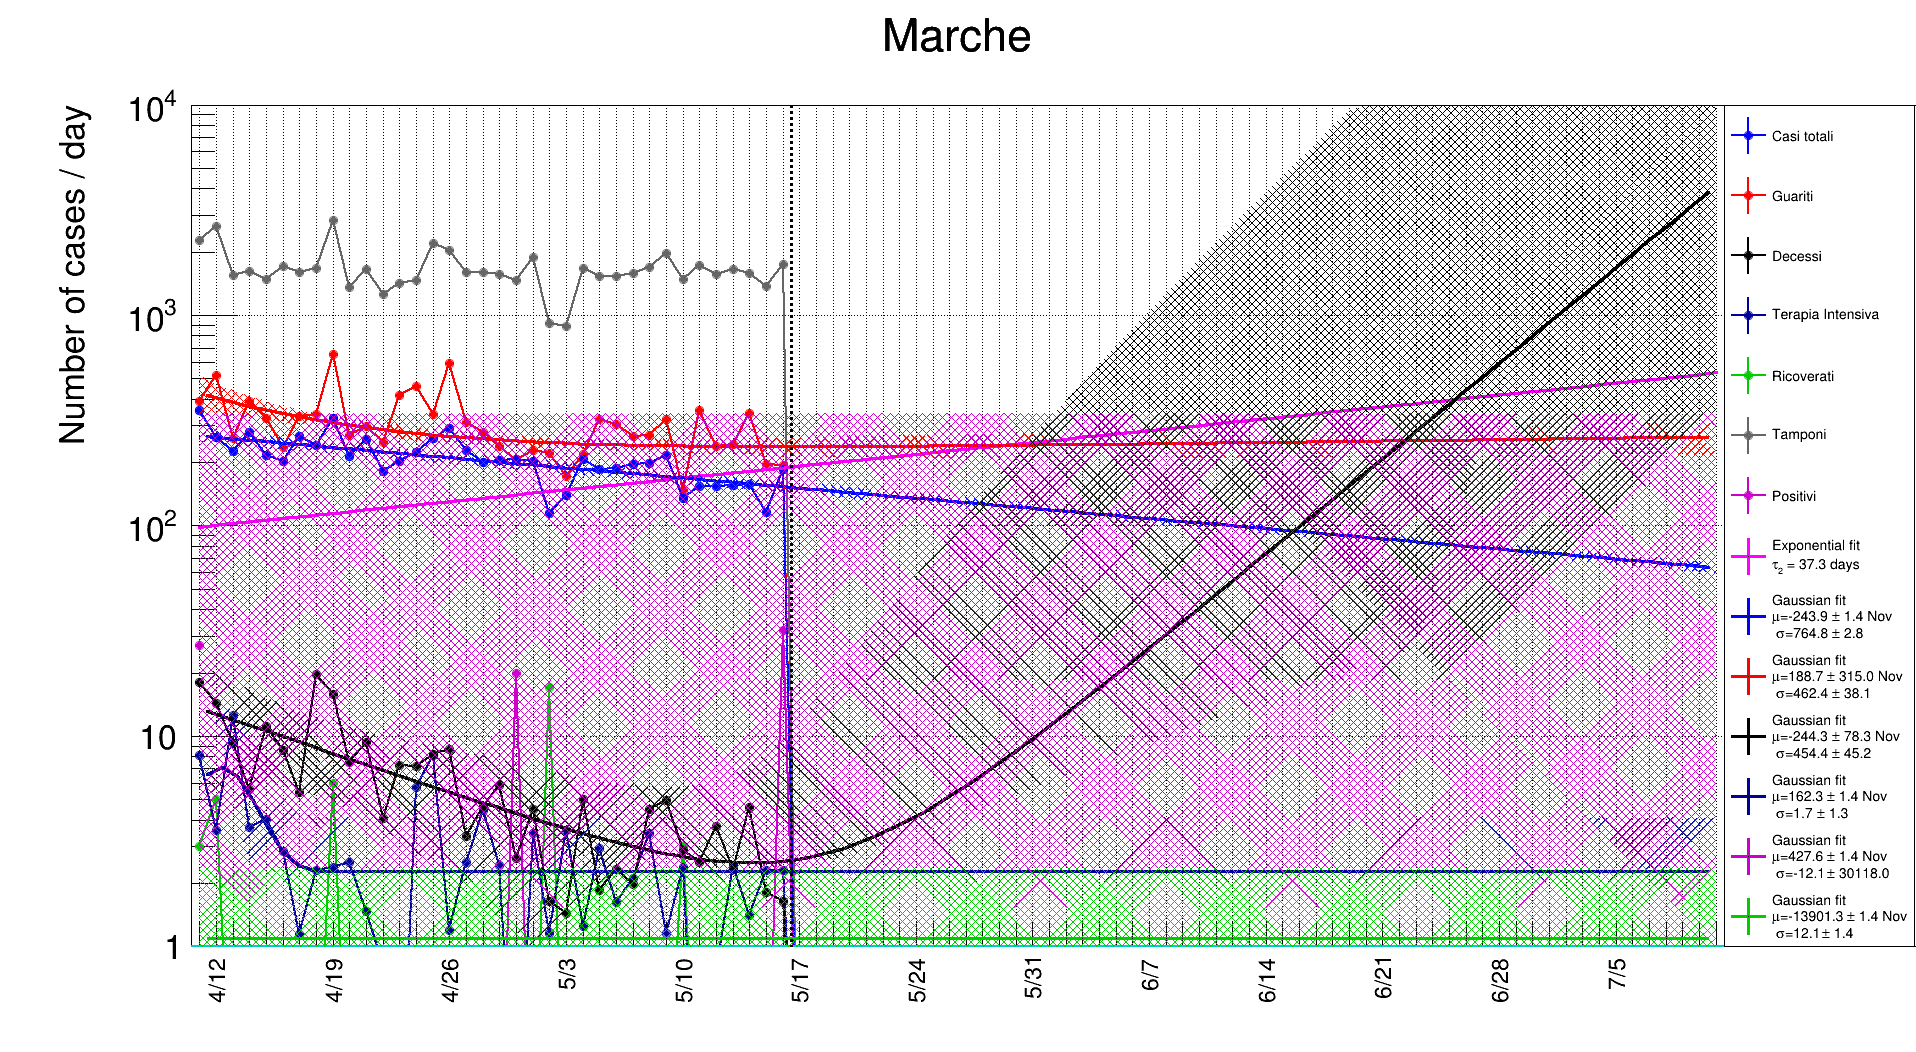 Marche
Number of cases / day
10^4
10^3
10^2
10
1
4/12
4/19
4/26
5/3
5/10
5/17
5/24
5/31
6/7
6/14
6/21
6/28
7/5
Casi totali
Guariti
Decessi
Terapia Intensiva
Ricoverati
Tamponi
Positivi
Exponential fit
τ₂ = 37.3 days
Gaussian fit
μ=-243.9 ± 1.4 Nov
σ=764.8 ± 2.8
Gaussian fit
μ=188.7 ± 315.0 Nov
σ=462.4 ± 38.1
Gaussian fit
μ=-244.3 ± 78.3 Nov
σ=454.4 ± 45.2
Gaussian fit
μ=162.3 ± 1.4 Nov
σ=1.7 ± 1.3
Gaussian fit
μ=427.6 ± 1.4 Nov
σ=-12.1 ± 30118.0
Gaussian fit
μ=-13901.3 ± 1.4 Nov
σ=12.1 ± 1.4